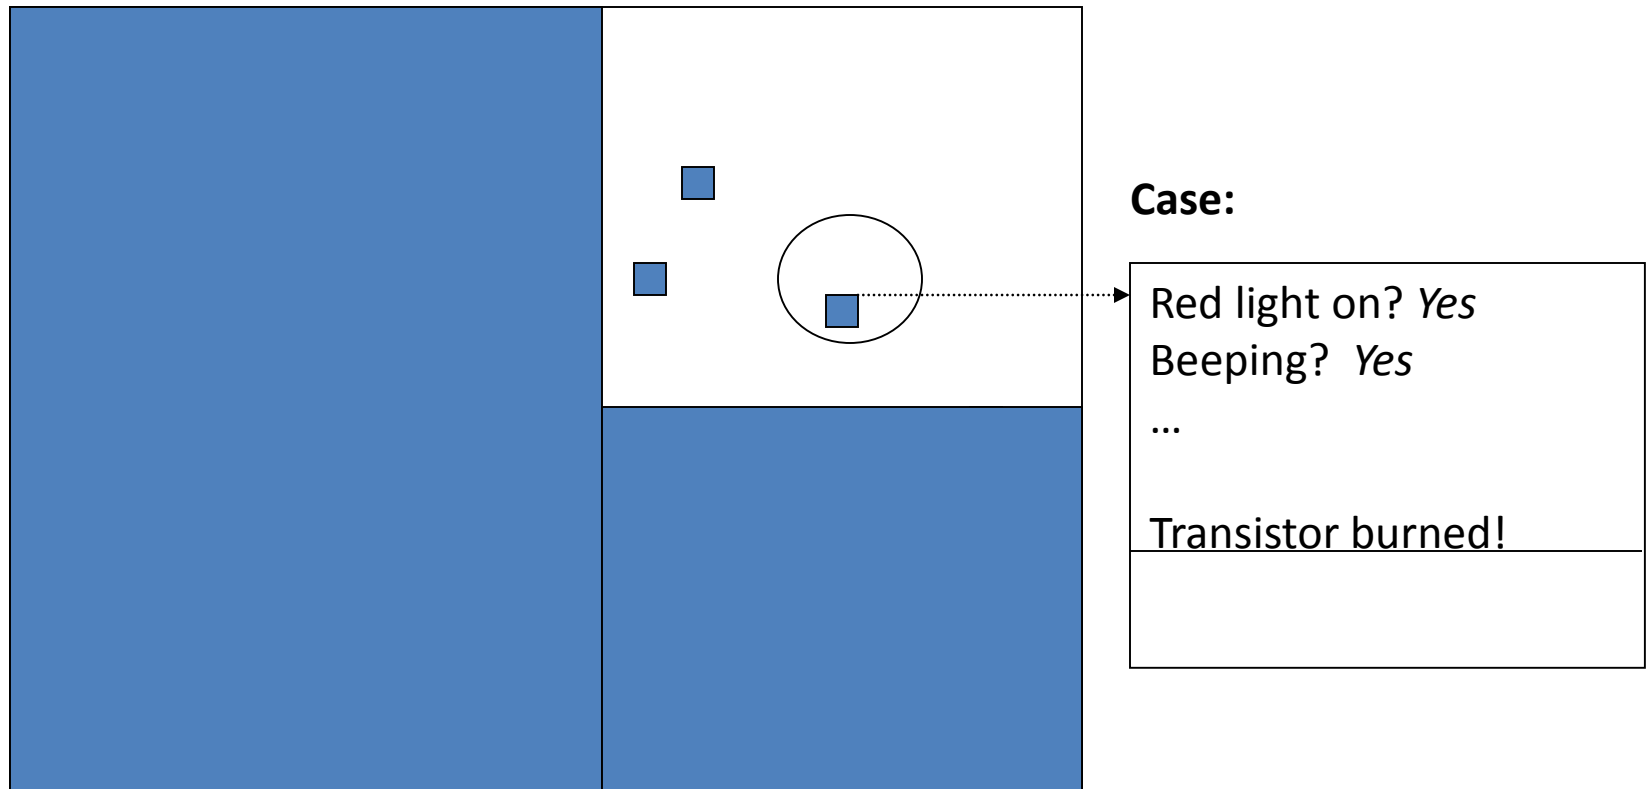 Case:
Red light on? Yes
Beeping? Yes
…
Transistor burned!